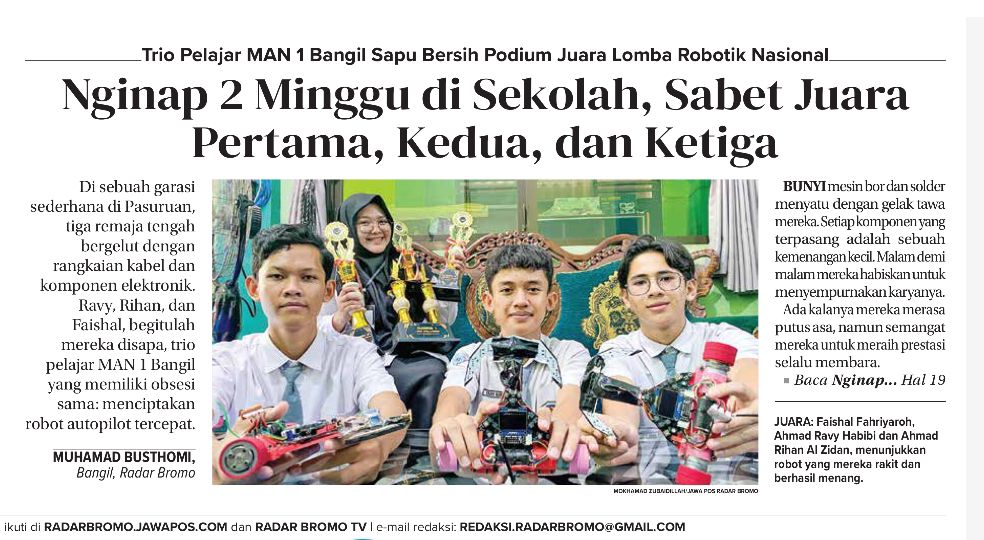 Trio Pelajar MAN 1 Bangil Sapu Bersih Podium Juara Lomba Robotik Nasional
Nginap 2 Minggu di Sekolah, Sabet Juara
Pertama, Kedua, dan Ketiga
Di sebuah garasi
sederhana di Pasuruan,
tiga remaja tengah
bergelut dengan
rangkaian kabel dan
komponen elektronik.
Ravy, Rihan, dan
Faishal, begitulah
mereka disapa, trio
pelajar MAN 1 Bangil
yang memiliki obsesi
sama: menciptakan
robot autopilot tercepat.
MUHAMAD BUSTHOMI,
Bangil, Radar Bromo
MOKHAMAD ZUBAIDILLAH/JAWA POS RADAR BROMO
BUNYI mesin bor dan solder
menyatu dengan gelak tawa
mereka. Setiap komponen yang
terpasang adalah sebuah
kemenangan kecil. Malam demi
malam mereka habiskan untuk
menyempurnakan karyanya.
Ada kalanya mereka merasa
putus asa, namun semangat
mereka untuk meraih prestasi
selalu membara.
■ Baca Nginap... Hal 19
JUARA: Faishal Fahriyaroh,
Ahmad Ravy Habibi dan Ahmad
Rihan Al Zidan, menunjukkan
robot yang mereka rakit dan
berhasil menang.
ikuti di RADARBROMO.JAWAPOS.COM dan RADAR BROMO TV | e-mail redaksi: REDAKSI.RADARBROMO@GMAIL.COM